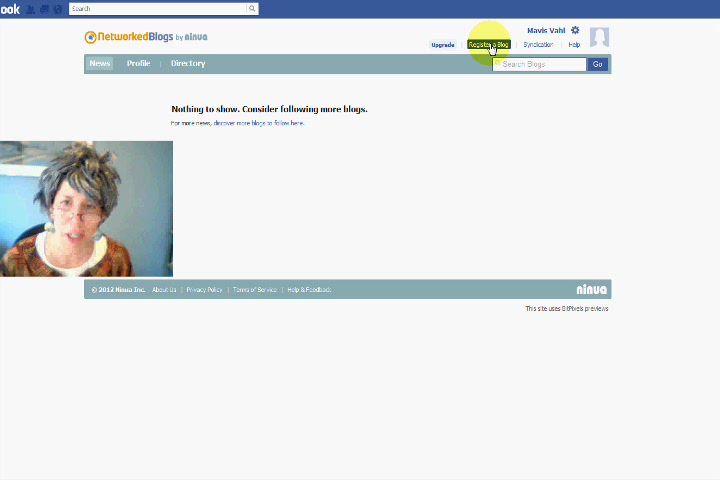 ook Search
NetworkedBlogs by ninua
Mavis Vahl
Upgrade | Register a Blog | Syndication | Help
News Profile | Directory
Search Blogs Go
Nothing to show. Consider following more blogs.
For more news, discover more blogs to follow here.
© 2012 Ninua Inc. About Us | Privacy Policy | Terms of Service | Help & Feedback
ninua
This site uses BitPixels previews